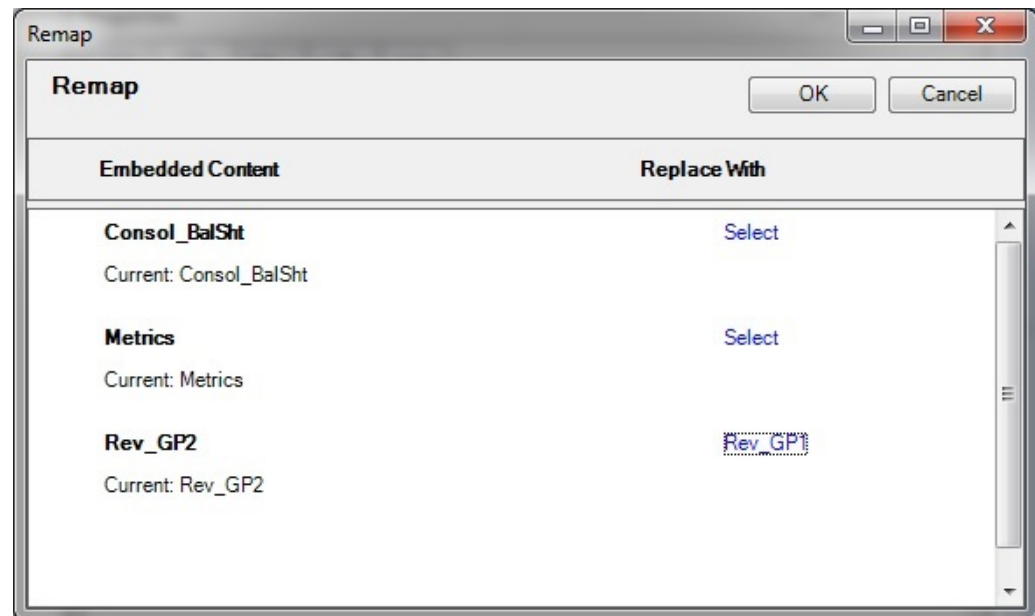 Remap
Remap
OK Cancel
Embedded Content Replace With
Consol_BalSht Select
Current: Consol_BalSht
Metrics Select
Current: Metrics
Rev_GP2 Rev_GP1
Current: Rev_GP2